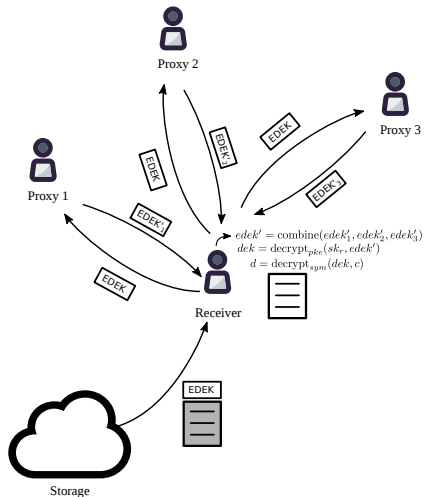 Proxy 2
Proxy 3
EDEK
EDEK
EDEK'₂
EDEK'₃
Proxy 1
EDEK'₁
edek' = combine(edek'₁, edek'₂, edek'₃)
dek = decryptₚₖₑ(skᵣ, edek')
d = decrypt_sym(dek, c)
EDEK
Receiver
EDEK
Storage